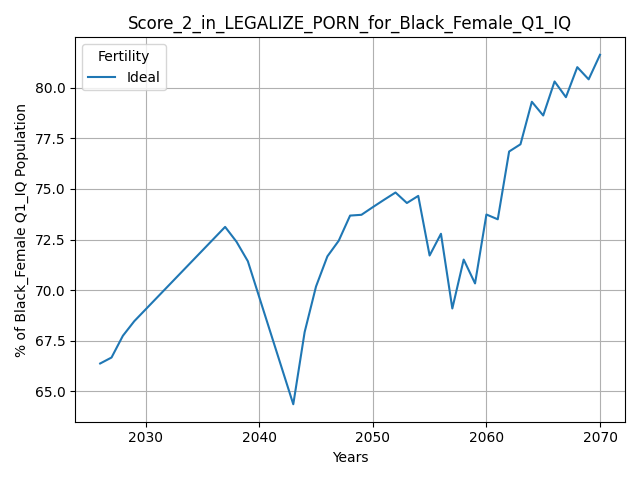 Score_2_in_LEGALIZE_PORN_for_Black_Female_Q1_IQ
Fertility
Ideal
% of Black_Female Q1_IQ Population
80.0
77.5
75.0
72.5
70.0
67.5
65.0
2030 2040 2050 2060 2070
Years